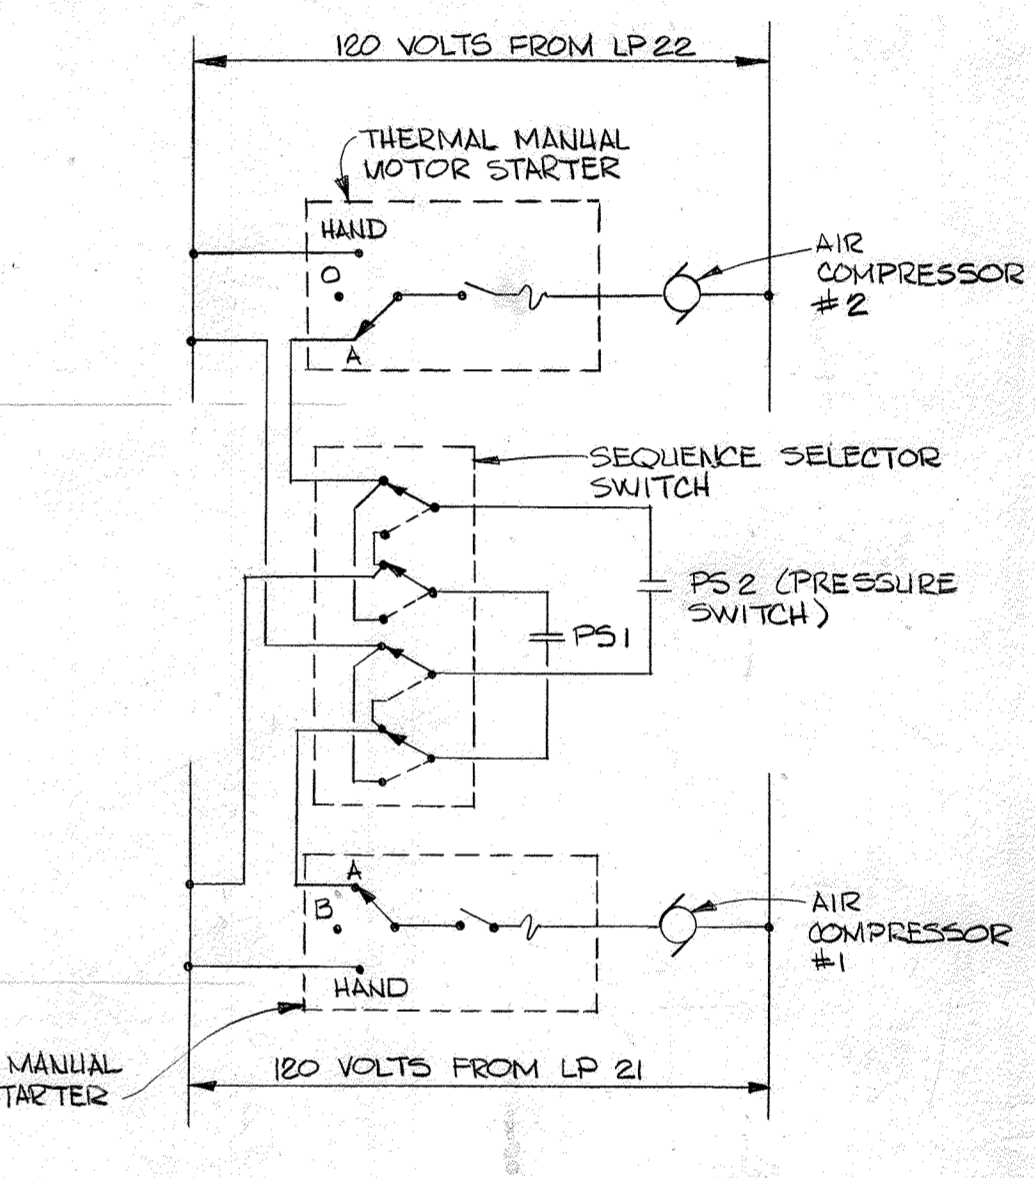 120 VOLTS FROM LP 22
THERMAL MANUAL
MOTOR STARTER
HAND
O
A
AIR
COMPRESSOR
#2
SEQUENCE SELECTOR
SWITCH
PS 2 (PRESSURE
SWITCH)
PS 1
A
B
HAND
AIR
COMPRESSOR
#1
MANUAL
TARTER
120 VOLTS FROM LP 21